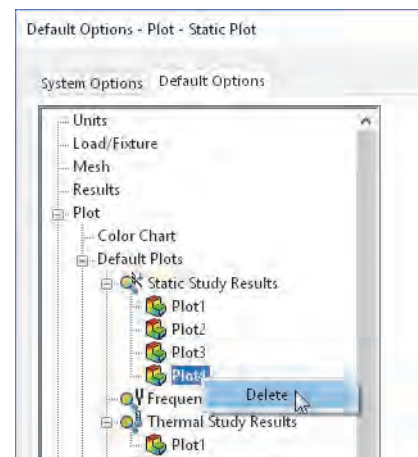 Default Options - Plot - Static Plot
System Options Default Options
Units
Load/Fixture
Mesh
Results
Plot
Color Chart
Default Plots
Static Study Results
Plot1
Plot2
Plot3
Plot4
Frequen Delete
Thermal Study Results
Plot1